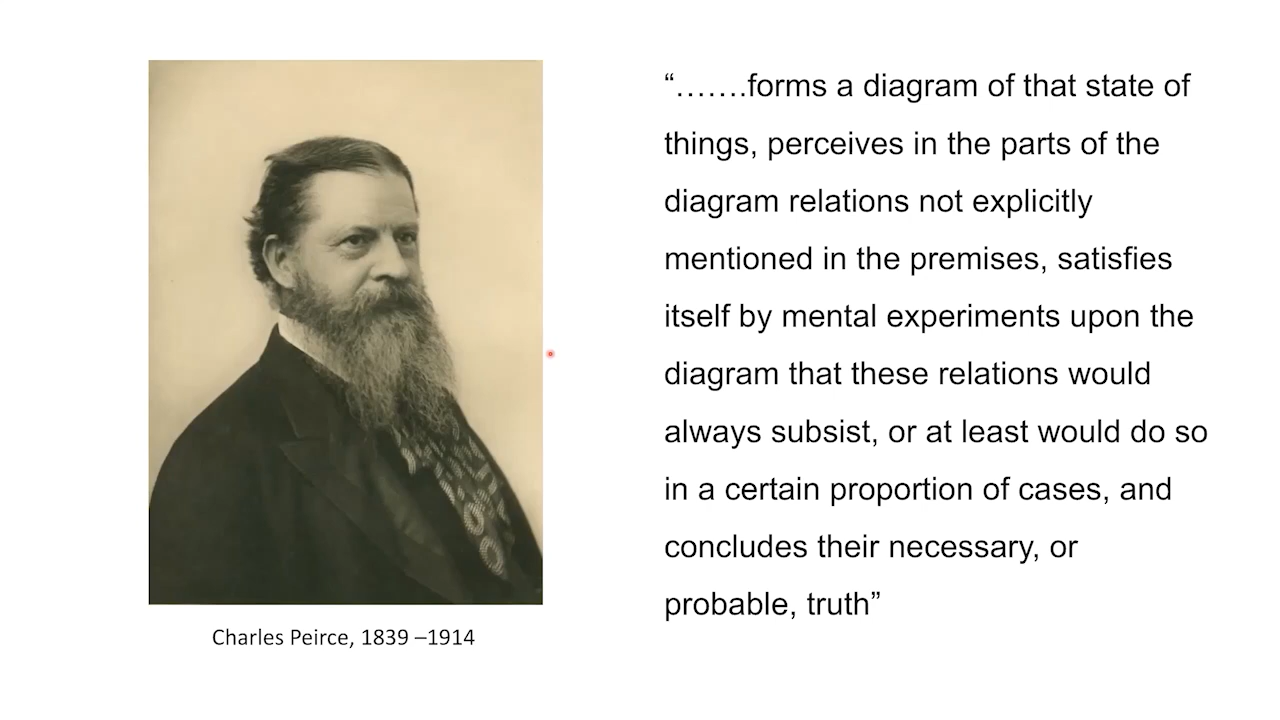 “…….forms a diagram of that state of
things, perceives in the parts of the
diagram relations not explicitly
mentioned in the premises, satisfies
itself by mental experiments upon the
diagram that these relations would
always subsist, or at least would do so
in a certain proportion of cases, and
concludes their necessary, or
probable, truth”
Charles Peirce, 1839 –1914